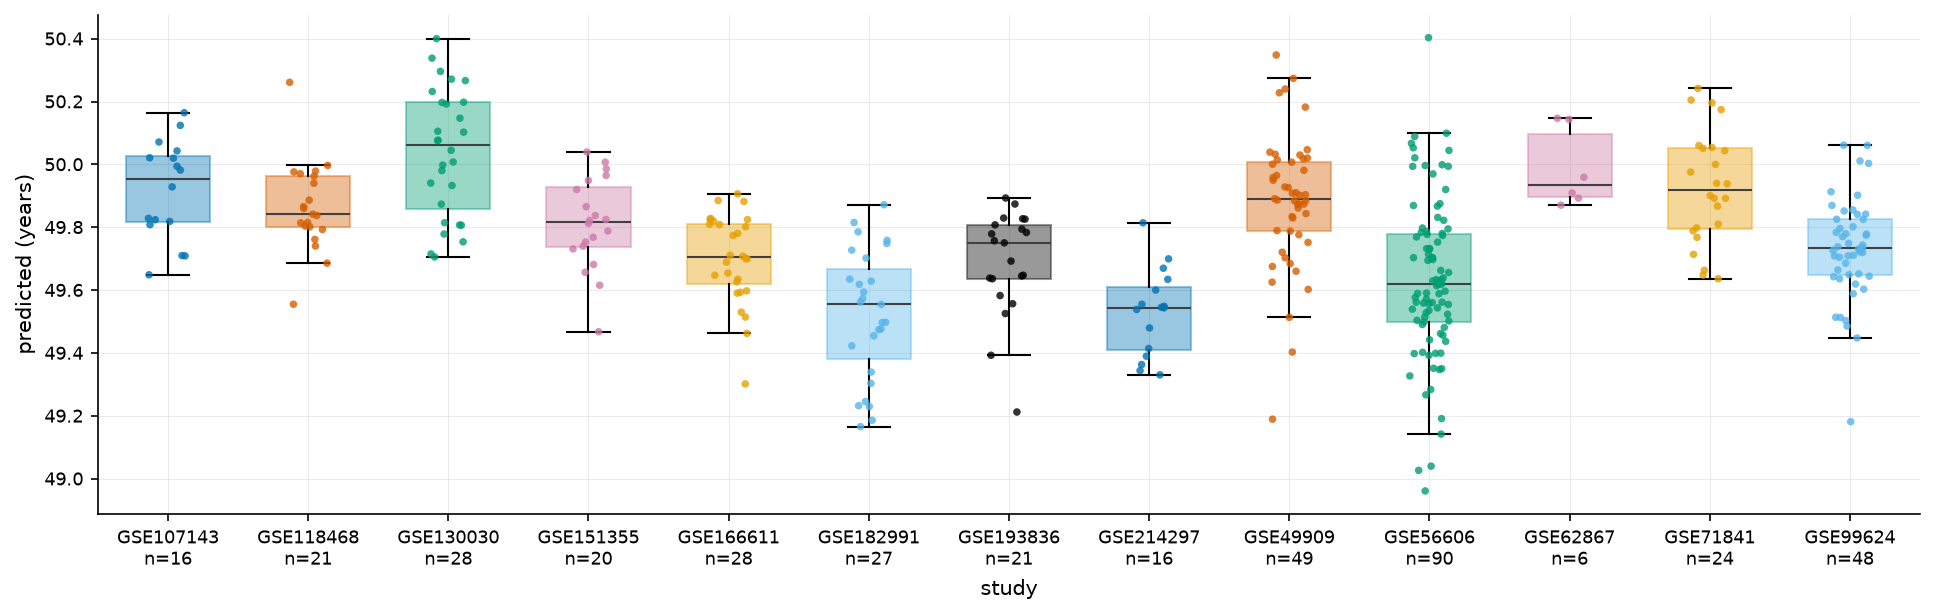 predicted (years)
50.4
50.2
50.0
49.8
49.6
49.4
49.2
49.0
GSE107143 GSE118468 GSE130030 GSE151355 GSE166611 GSE182991 GSE193836 GSE214297 GSE49909 GSE56606 GSE62867 GSE71841 GSE99624
n=16 n=21 n=28 n=20 n=28 n=27 n=21 n=16 n=49 n=90 n=6 n=24 n=48
study